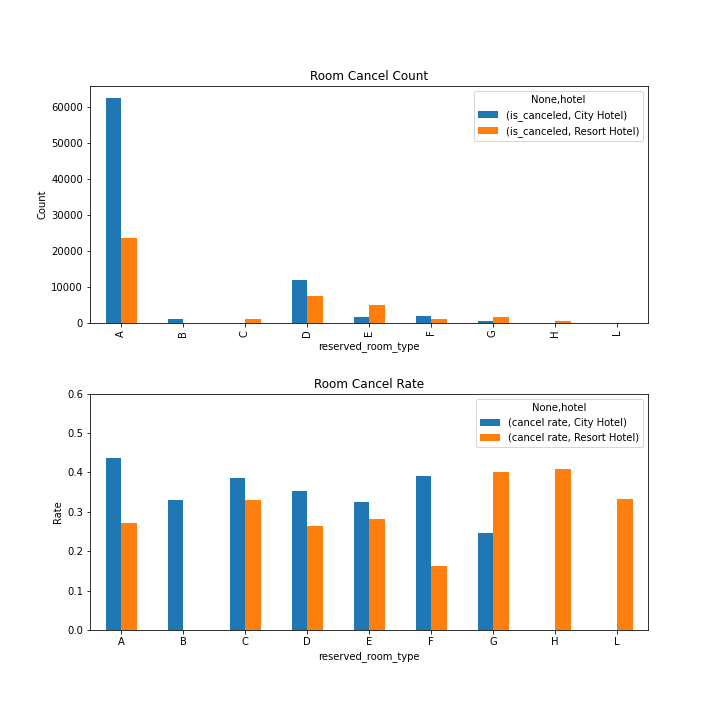 Room Cancel Count
None,hotel
(is_canceled, City Hotel)
(is_canceled, Resort Hotel)
60000
50000
40000
30000
20000
10000
0
Count
A B C D E F G H L
reserved_room_type
Room Cancel Rate
None,hotel
(cancel rate, City Hotel)
(cancel rate, Resort Hotel)
0.6
0.5
0.4
0.3
0.2
0.1
0.0
Rate
A B C D E F G H L
reserved_room_type